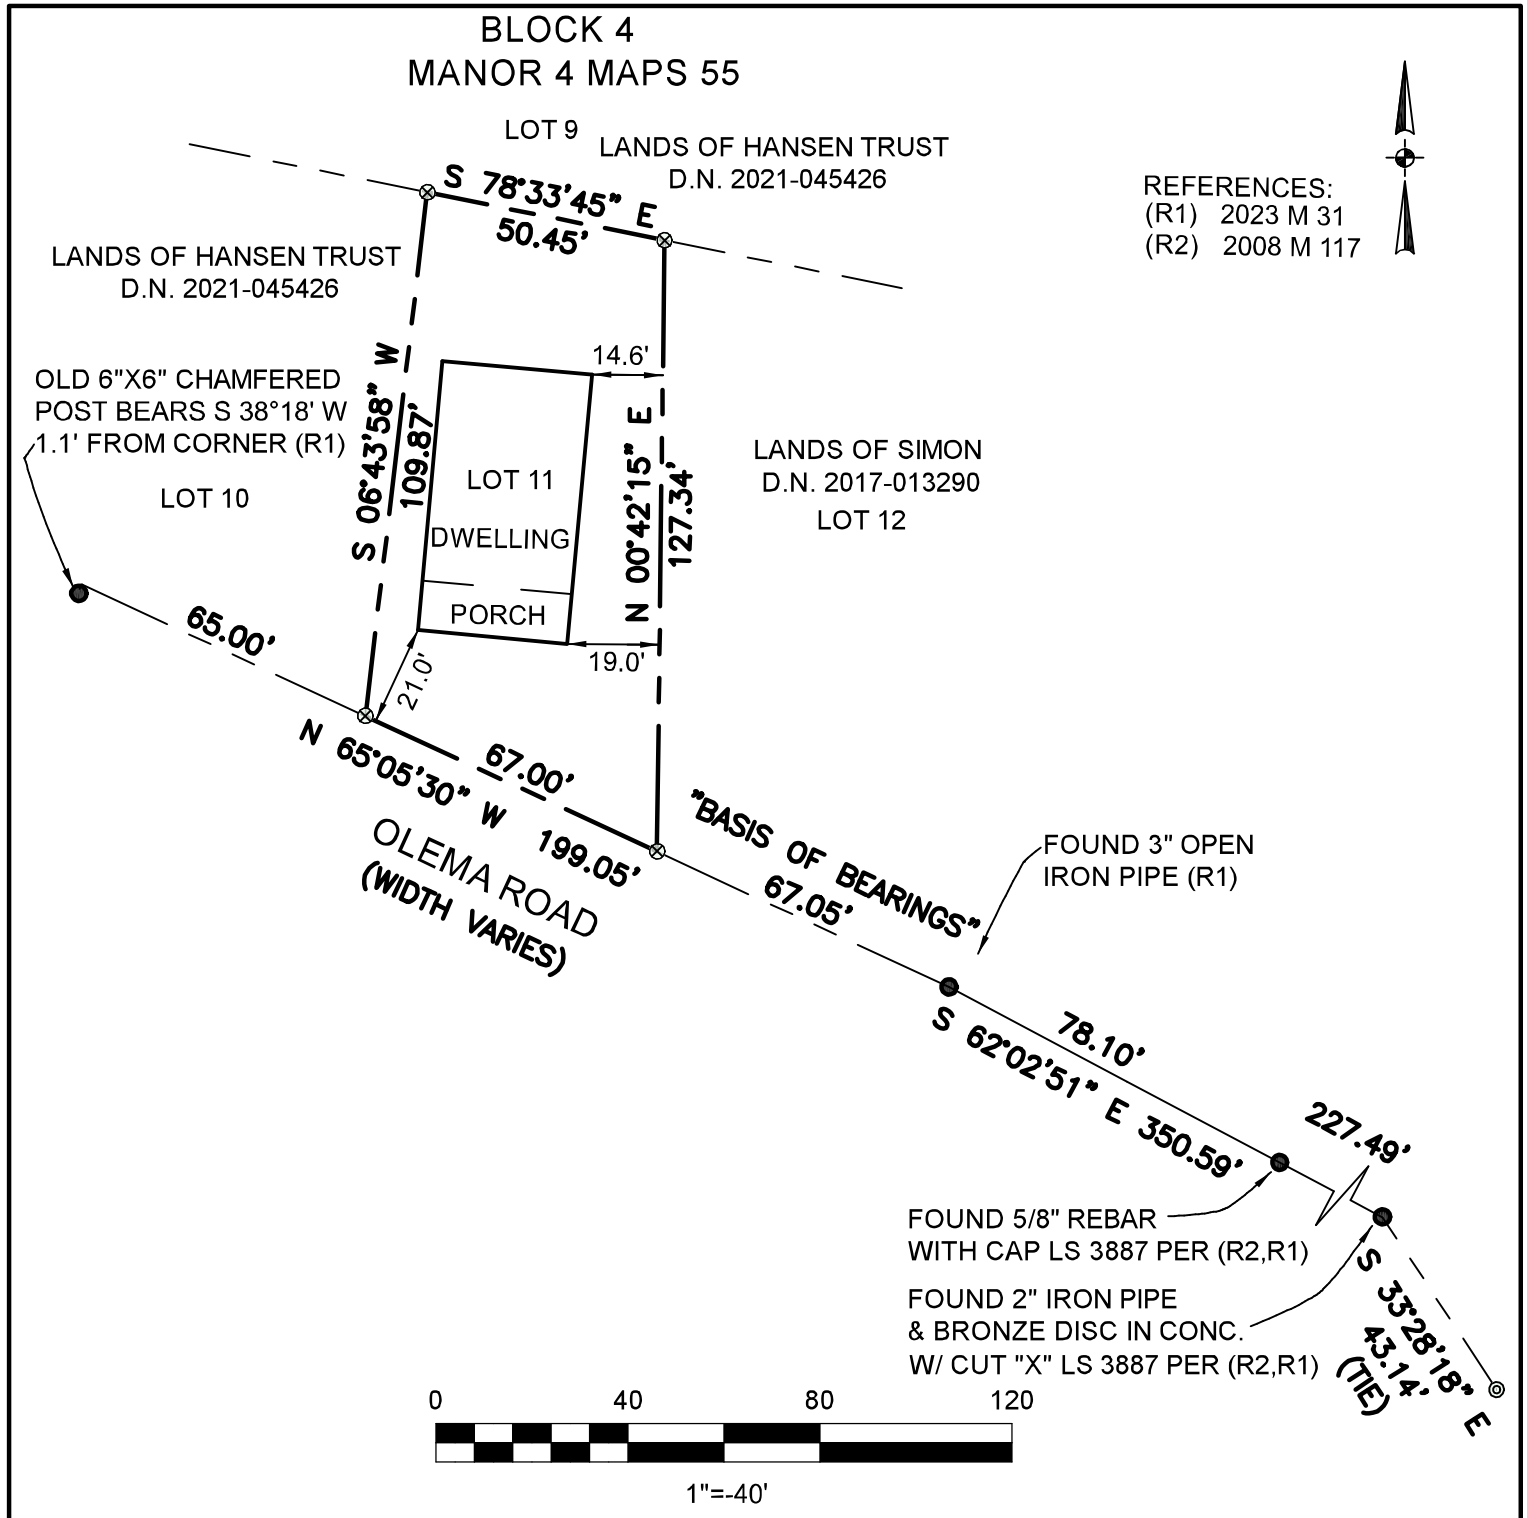 BLOCK 4
MANOR 4 MAPS 55
LOT 9
LANDS OF HANSEN TRUST
D.N. 2021-045426
S 78°33'45" E
50.45'
REFERENCES:
(R1) 2023 M 31
(R2) 2008 M 117
LANDS OF HANSEN TRUST
D.N. 2021-045426
OLD 6"X6" CHAMFERED
POST BEARS S 38°18' W
1.1' FROM CORNER (R1)
LOT 10
S 06°43'58" W
109.87'
14.6'
LOT 11
DWELLING
PORCH
N 00°42'15" E
127.34'
LANDS OF SIMON
D.N. 2017-013290
LOT 12
65.00'
21.0'
19.0'
67.00'
N 65°05'30" W 199.05'
OLEMA ROAD
(WIDTH VARIES)
"BASIS OF BEARINGS"
67.05'
FOUND 3" OPEN
IRON PIPE (R1)
78.10'
S 62°02'51" E 350.59'
227.49'
FOUND 5/8" REBAR
WITH CAP LS 3887 PER (R2,R1)
FOUND 2" IRON PIPE
& BRONZE DISC IN CONC.
W/ CUT "X" LS 3887 PER (R2,R1)
S 33°28'18" E
43.14'
(TIE)
0 40 80 120
1"=-40'